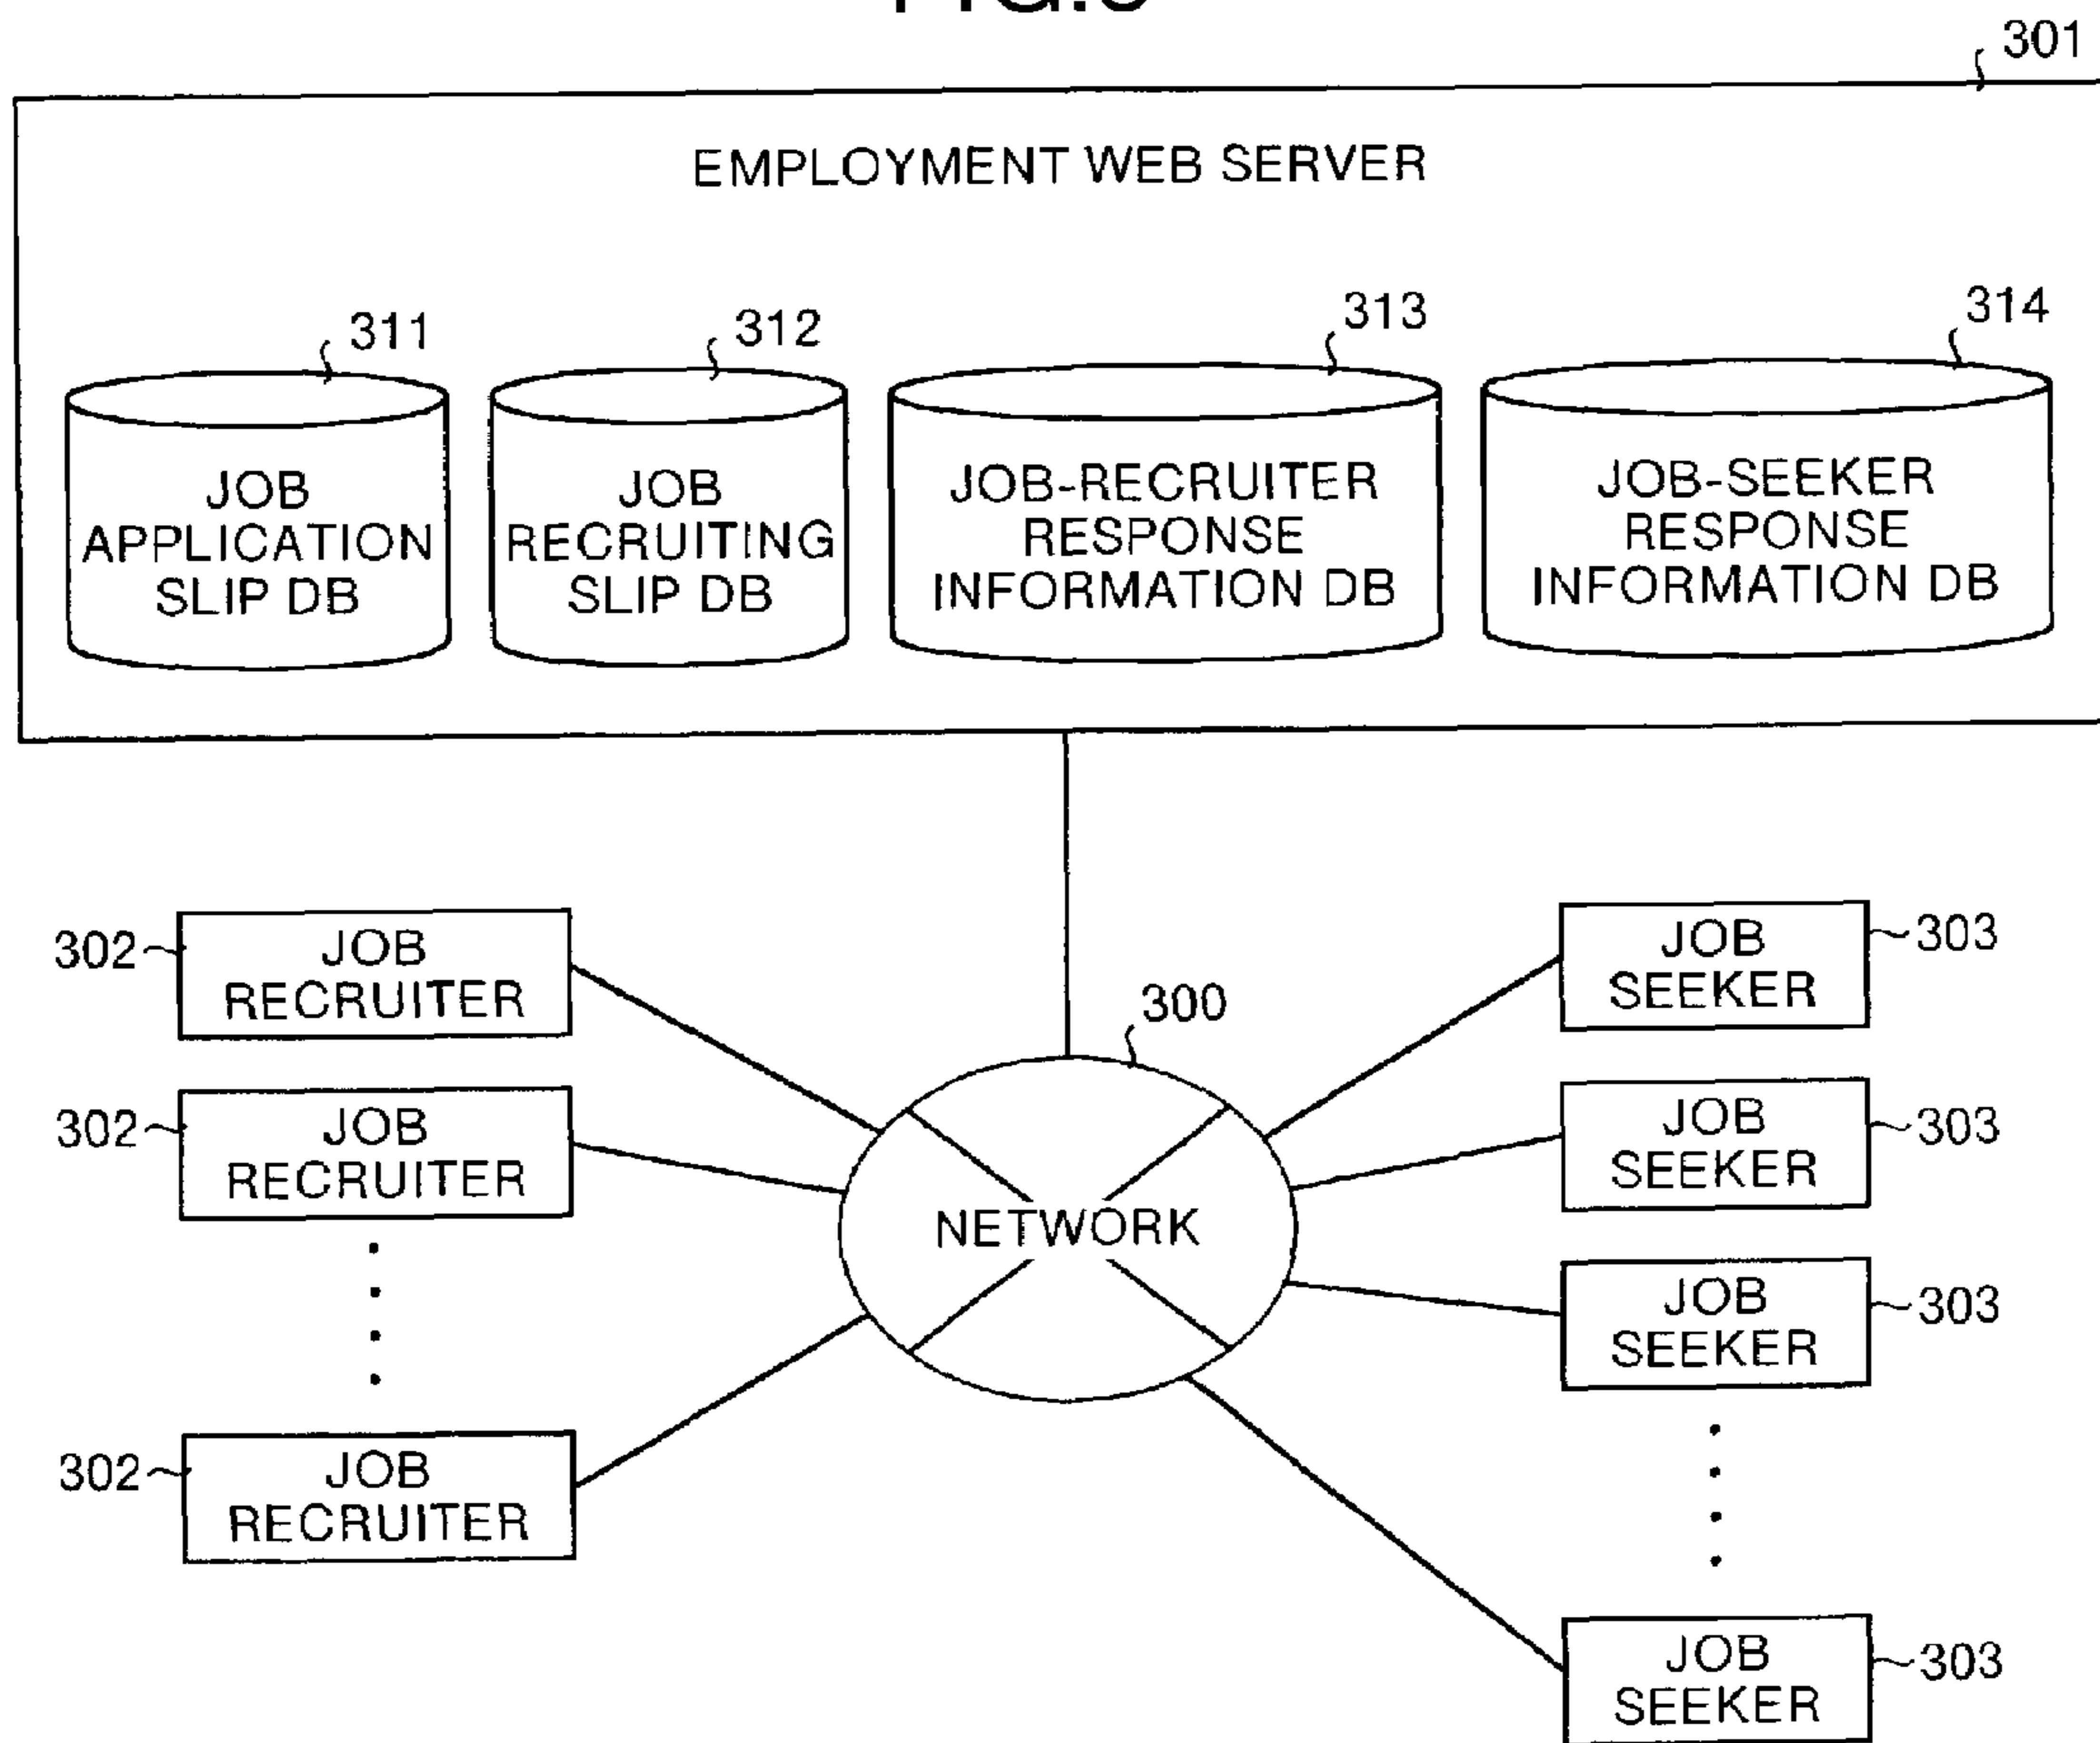 301
EMPLOYMENT WEB SERVER
311
312
313
314
JOB
APPLICATION
SLIP DB
JOB
RECRUITING
SLIP DB
JOB-RECRUITER
RESPONSE
INFORMATION DB
JOB-SEEKER
RESPONSE
INFORMATION DB
302
JOB
RECRUITER
302
JOB
RECRUITER
302
JOB
RECRUITER
300
NETWORK
JOB
SEEKER
303
JOB
SEEKER
303
JOB
SEEKER
303
JOB
SEEKER
303